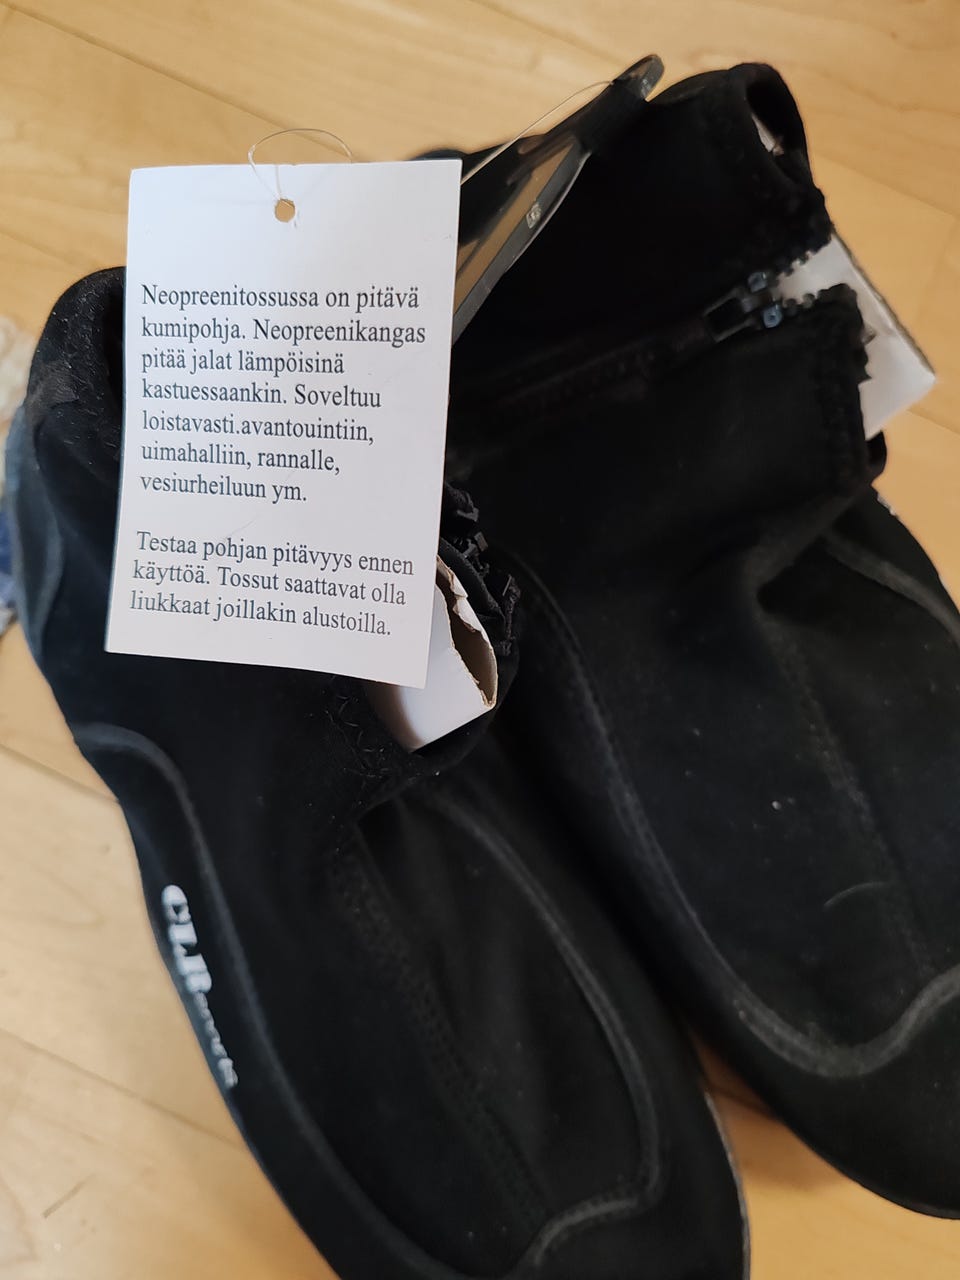 Neopreenitossussa on pitävä
kumipohja. Neopreenikangas
pitää jalat lämpöisinä
kastuessaankin. Soveltuu
loistavasti.avantouintiin,
uimahalliin, rannalle,
vesiurheiluun ym.
Testaa pohjan pitävyys ennen
käyttöä. Tossut saattavat olla
liukkaat joillakin alustoilla.